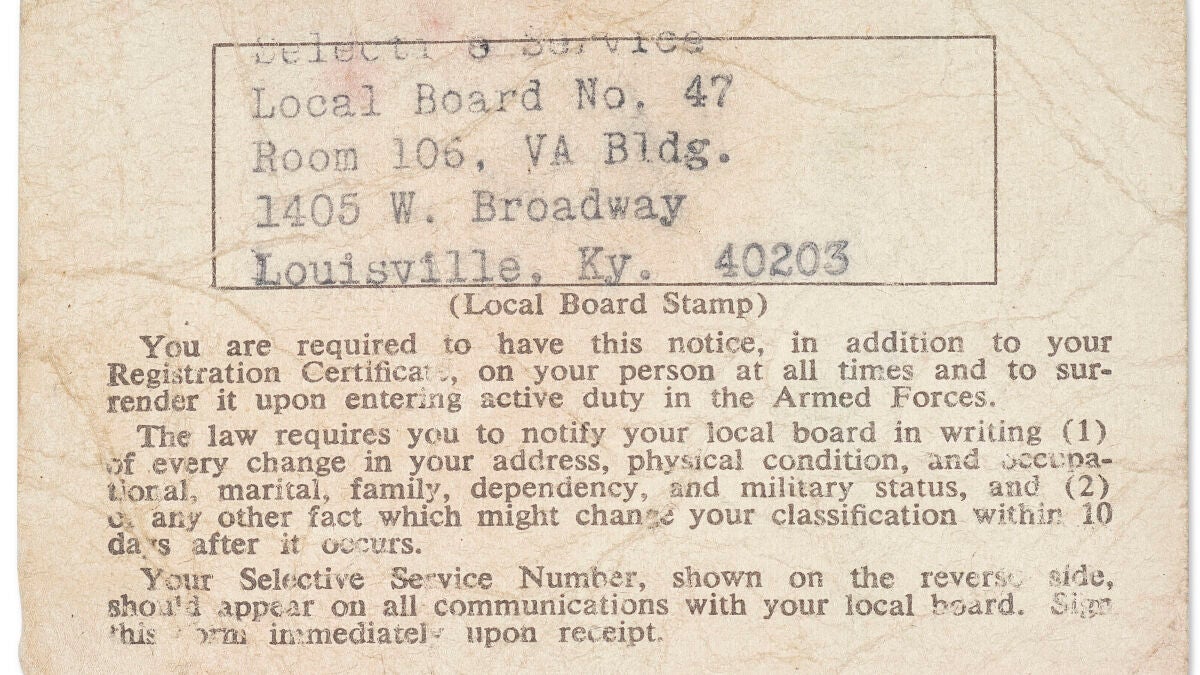 Selective Service
Local Board No. 47
Room 106, VA Bldg.
1405 W. Broadway
Louisville, Ky. 40203
(Local Board Stamp)
You are required to have this notice, in addition to your
Registration Certificate, on your person at all times and to sur-
render it upon entering active duty in the Armed Forces.
The law requires you to notify your local board in writing (1)
of every change in your address, physical condition, and occupa-
tional, marital, family, dependency, and military status, and (2)
of any other fact which might change your classification within 10
days after it occurs.
Your Selective Service Number, shown on the reverse side,
should appear on all communications with your local board. Sign
this form immediately upon receipt.